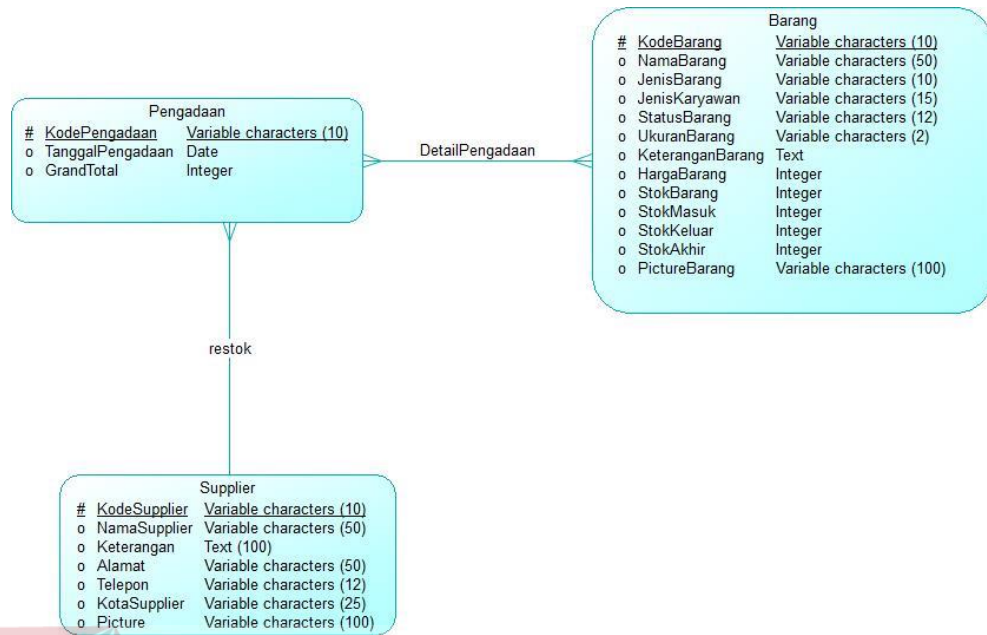 Barang
# KodeBarang Variable characters (10)
o NamaBarang Variable characters (50)
o JenisBarang Variable characters (10)
o JenisKaryawan Variable characters (15)
o StatusBarang Variable characters (12)
o UkuranBarang Variable characters (2)
o KeteranganBarang Text
o HargaBarang Integer
o StokBarang Integer
o StokMasuk Integer
o StokKeluar Integer
o StokAkhir Integer
o PictureBarang Variable characters (100)
Pengadaan
# KodePengadaan Variable characters (10)
o TanggalPengadaan Date
o GrandTotal Integer
DetailPengadaan
restok
Supplier
# KodeSupplier Variable characters (10)
o NamaSupplier Variable characters (50)
o Keterangan Text (100)
o Alamat Variable characters (50)
o Telepon Variable characters (12)
o KotaSupplier Variable characters (25)
o Picture Variable characters (100)